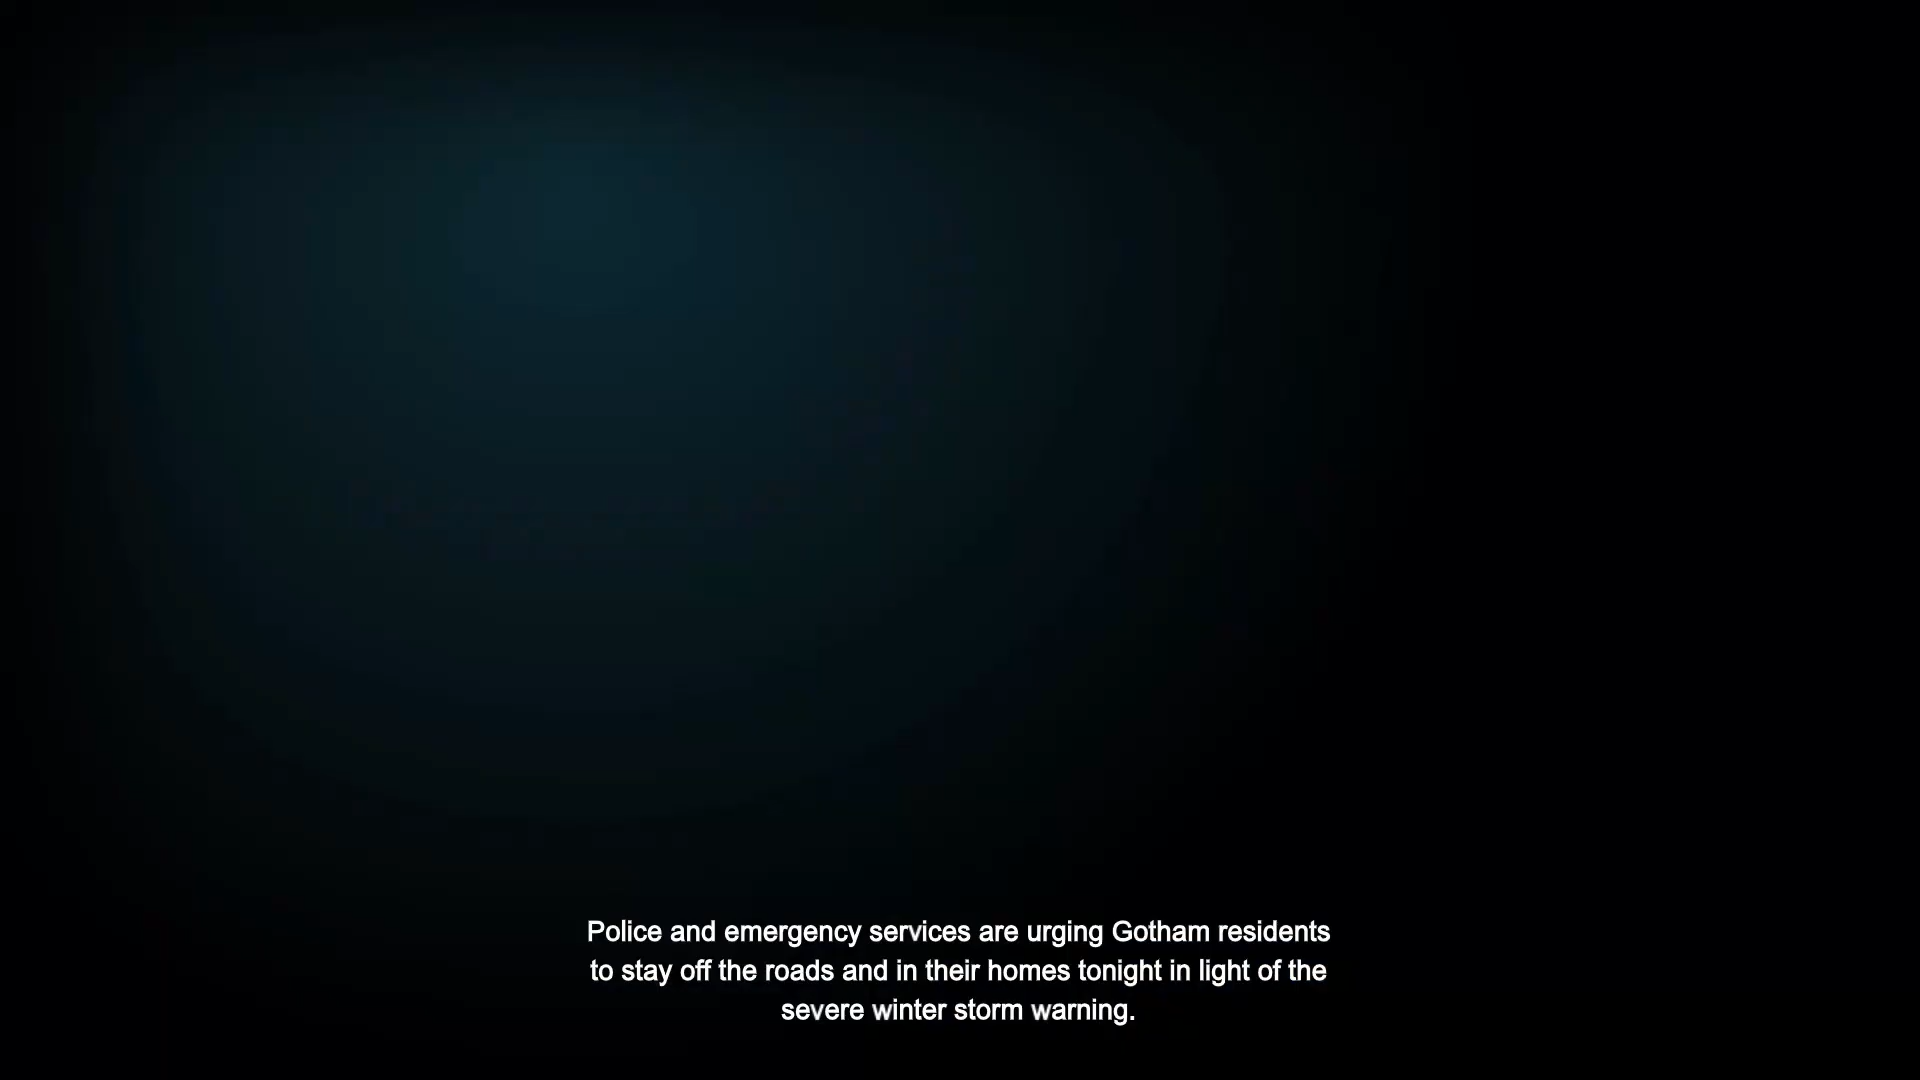 Police and emergency services are urging Gotham residents
to stay off the roads and in their homes tonight in light of the
severe winter storm warning.